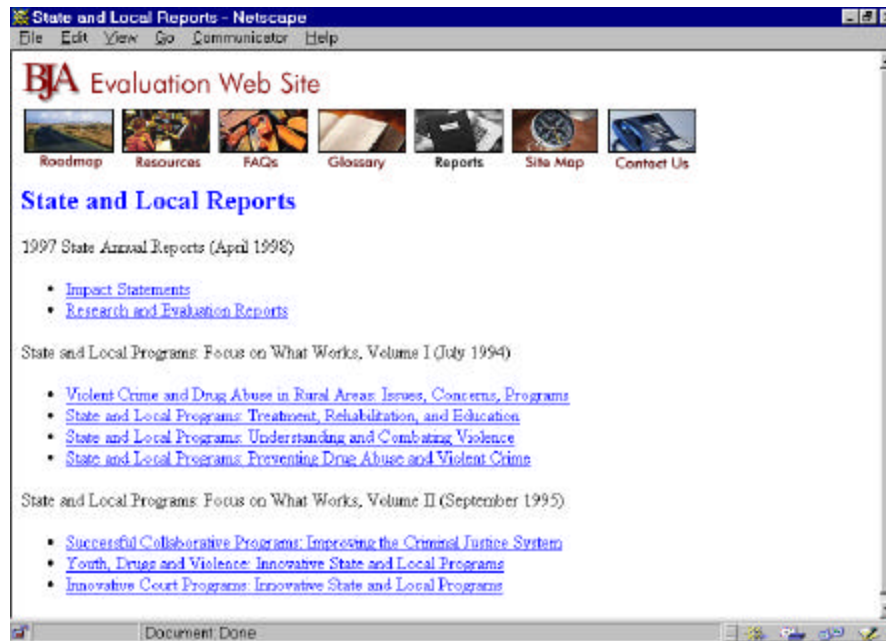 State and Local Reports - Netscape
File Edit View Go Communicator Help
BJA Evaluation Web Site
Roadmap Resources FAQs Glossary Reports Site Map Contact Us
State and Local Reports
1997 State Annual Reports (April 1998)
• Impact Statements
• Research and Evaluation Reports
State and Local Programs: Focus on What Works, Volume I (July 1994)
• Violent Crime and Drug Abuse in Rural Areas: Issues, Concerns, Programs
• State and Local Programs: Treatment, Rehabilitation, and Education
• State and Local Programs: Understanding and Combating Violence
• State and Local Programs: Preventing Drug Abuse and Violent Crime
State and Local Programs: Focus on What Works, Volume II (September 1995)
• Successful Collaborative Programs: Improving the Criminal Justice System
• Youth, Drugs and Violence: Innovative State and Local Programs
• Innovative Court Programs: Innovative State and Local Programs
Document: Done